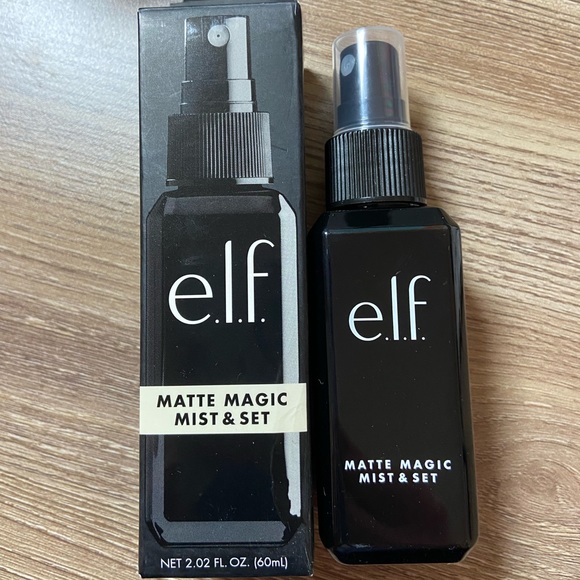 e.l.f.
MATTE MAGIC
MIST & SET
NET 2.02 FL. OZ. (60mL)
e.l.f.
MATTE MAGIC
MIST & SET